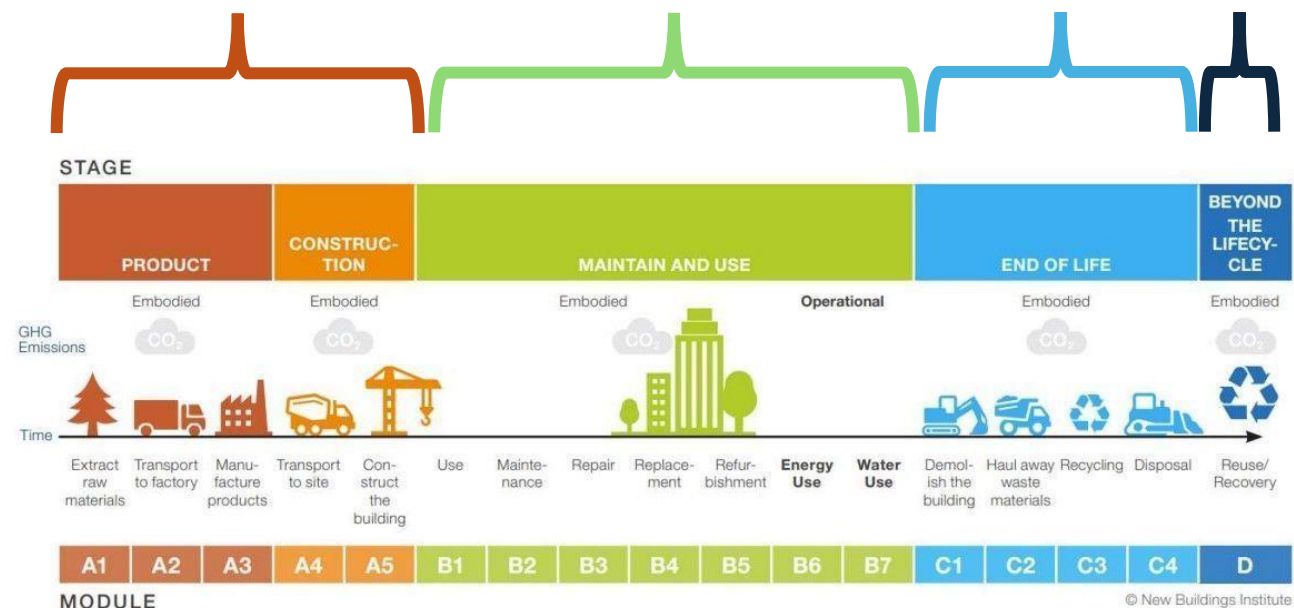 STAGE
PRODUCT
CONSTRUC-
TION
MAINTAIN AND USE
END OF LIFE
BEYOND
THE
LIFECY-
CLE
Embodied
Embodied
Embodied
Operational
Embodied
Embodied
GHG
Emissions
CO₂
CO₂
CO₂
CO₂
CO₂
Time
Extract
raw
materials
Transport
to factory
Manu-
facture
products
Transport
to site
Con-
struct
the
building
Use
Mainte-
nance
Repair
Replace-
ment
Refur-
bishment
Energy
Use
Water
Use
Demol-
ish the
building
Haul away
waste
materials
Recycling
Disposal
Reuse/
Recovery
A1 A2 A3 A4 A5 B1 B2 B3 B4 B5 B6 B7 C1 C2 C3 C4 D
MODULE
© New Buildings Institute